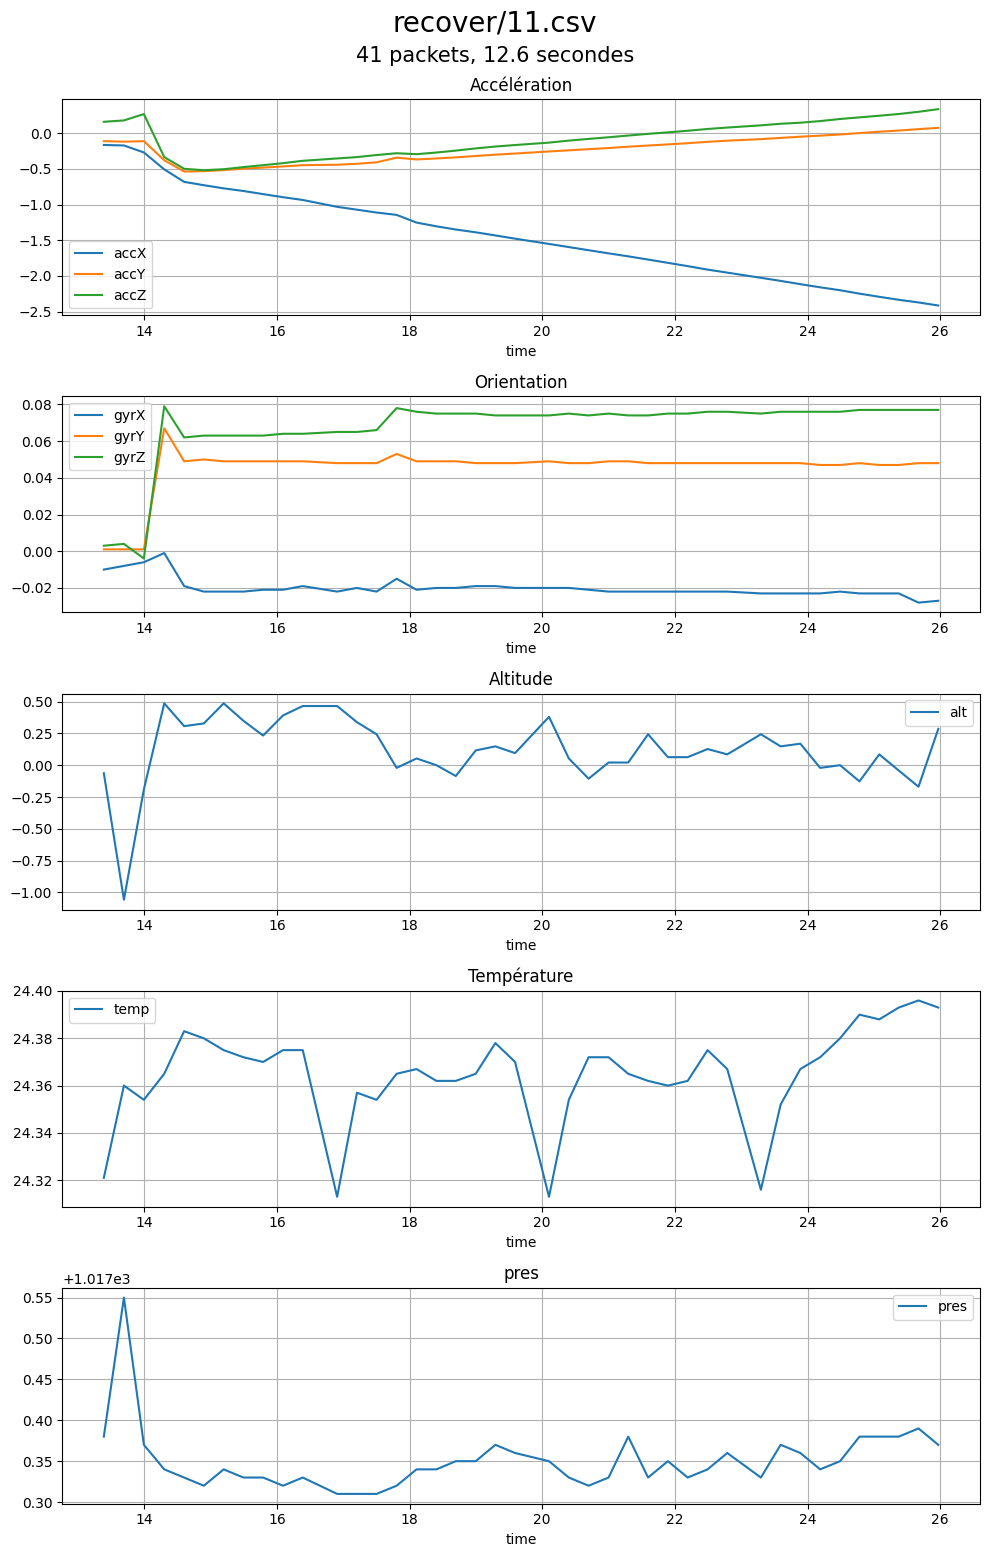 recover/11.csv
41 packets, 12.6 secondes
Accélération
0.0
−0.5
−1.0
−1.5
−2.0
−2.5
accX
accY
accZ
14 16 18 20 22 24 26
time
Orientation
0.08
0.06
0.04
0.02
0.00
−0.02
gyrX
gyrY
gyrZ
14 16 18 20 22 24 26
time
Altitude
0.50
0.25
0.00
−0.25
−0.50
−0.75
−1.00
alt
14 16 18 20 22 24 26
time
Température
24.40
24.38
24.36
24.34
24.32
temp
14 16 18 20 22 24 26
time
pres
+1.017e3
0.55
0.50
0.45
0.40
0.35
0.30
pres
14 16 18 20 22 24 26
time